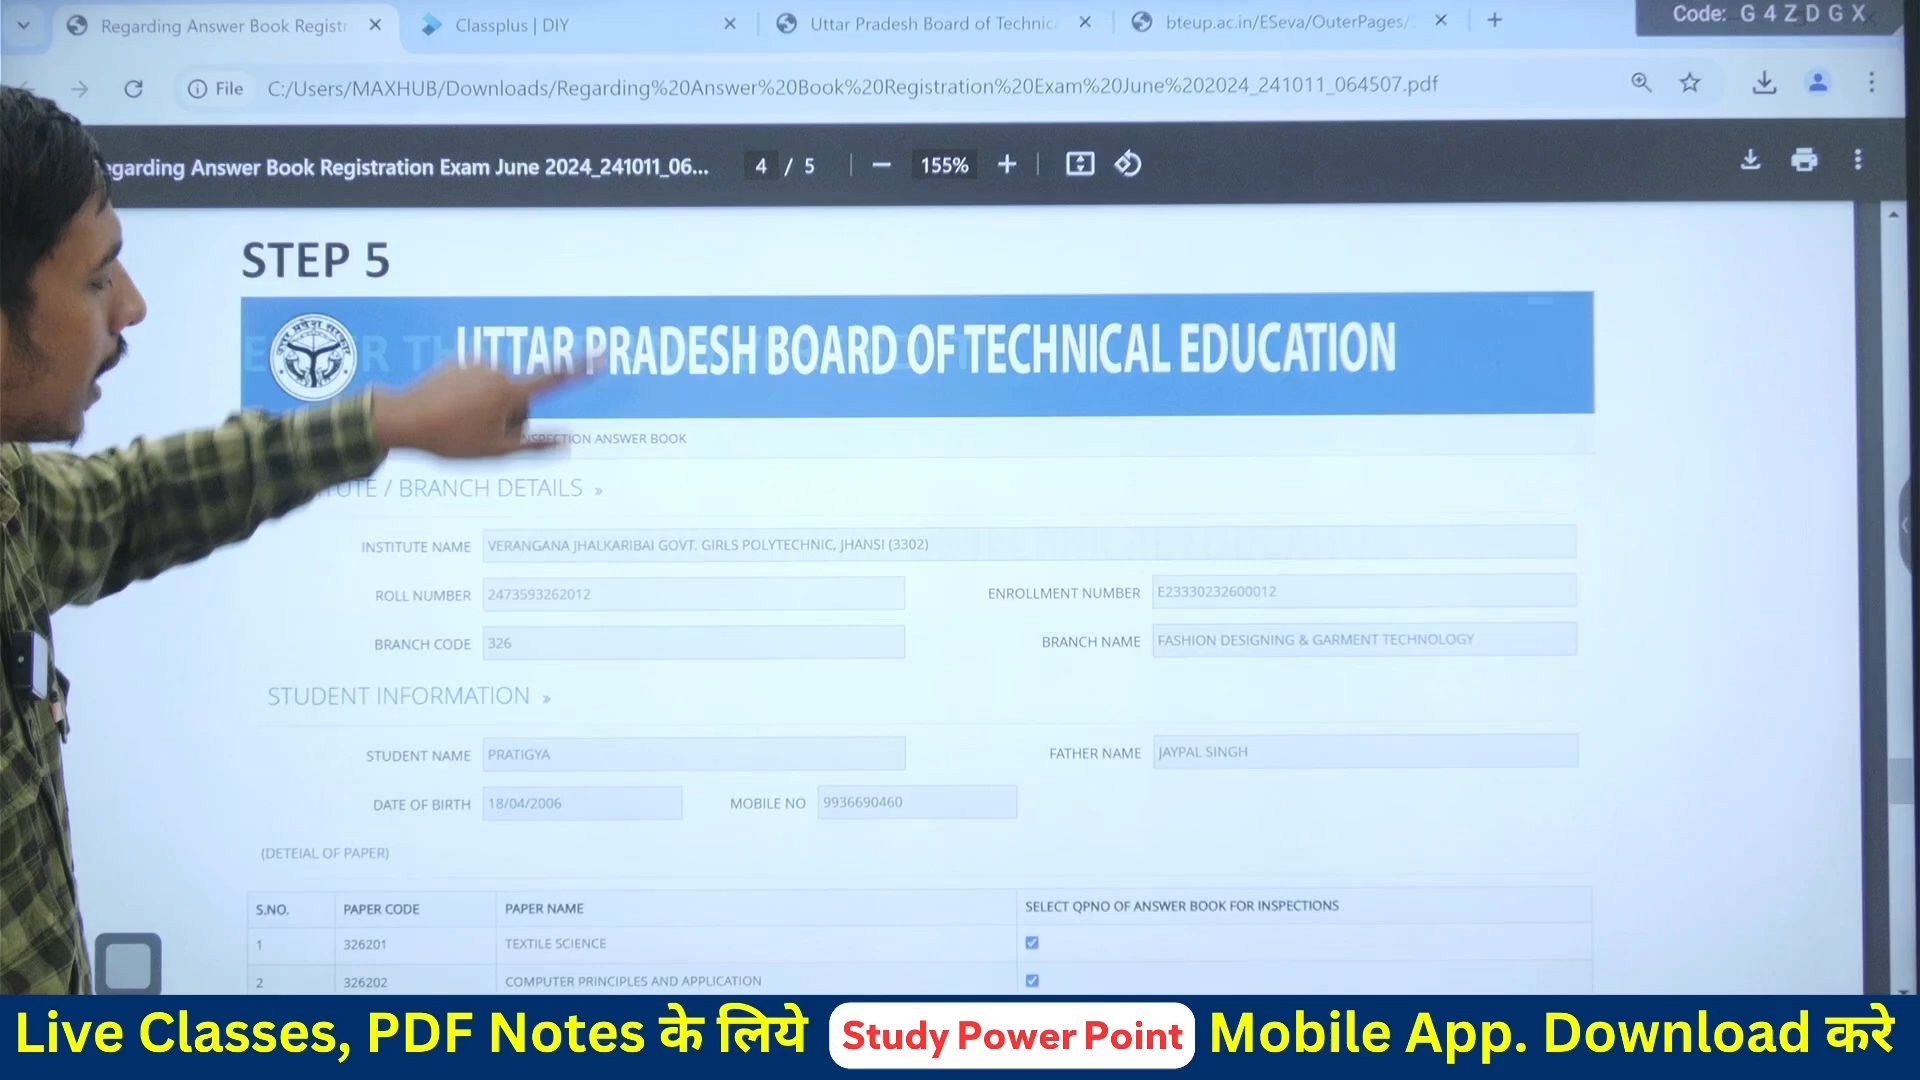 Regarding Answer Book Registr
Classplus | DIY
Uttar Pradesh Board of Technic
bteup.ac.in/ESeva/OuterPages/
Code: G 4 Z D G X
File
C:/Users/MAXHUB/Downloads/Regarding%20Answer%20Book%20Registration%20Exam%20June%202024_241011_064507.pdf
garding Answer Book Registration Exam June 2024_241011_06...
4 / 5
155%
STEP 5
UTTAR PRADESH BOARD OF TECHNICAL EDUCATION
INSPECTION ANSWER BOOK
/ BRANCH DETAILS »
INSTITUTE NAME VERANGANA JHALKARIBAI GOVT. GIRLS POLYTECHNIC, JHANSI (3302)
ROLL NUMBER 2473593262012 ENROLLMENT NUMBER E23330232600012
BRANCH CODE 326 BRANCH NAME FASHION DESIGNING & GARMENT TECHNOLOGY
STUDENT INFORMATION »
STUDENT NAME PRATIGYA FATHER NAME JAYPAL SINGH
DATE OF BIRTH 18/04/2006 MOBILE NO 9936690460
(DETEIAL OF PAPER)
S.NO. PAPER CODE PAPER NAME SELECT QPNO OF ANSWER BOOK FOR INSPECTIONS
1 326201 TEXTILE SCIENCE
2 326202 COMPUTER PRINCIPLES AND APPLICATION
Live Classes, PDF Notes के लिये Study Power Point Mobile App. Download करे